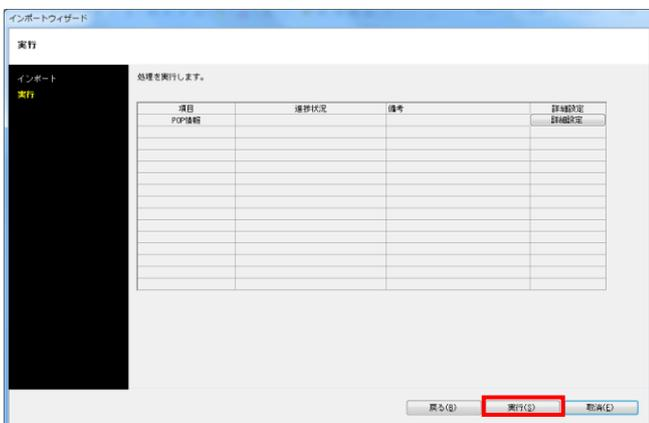 インポートウィザード
実行
インポート
実行
処理を実行します。
項目 進捗状況 備考 詳細設定
POP情報 詳細設定
戻る(B) 実行(S) 取消(E)